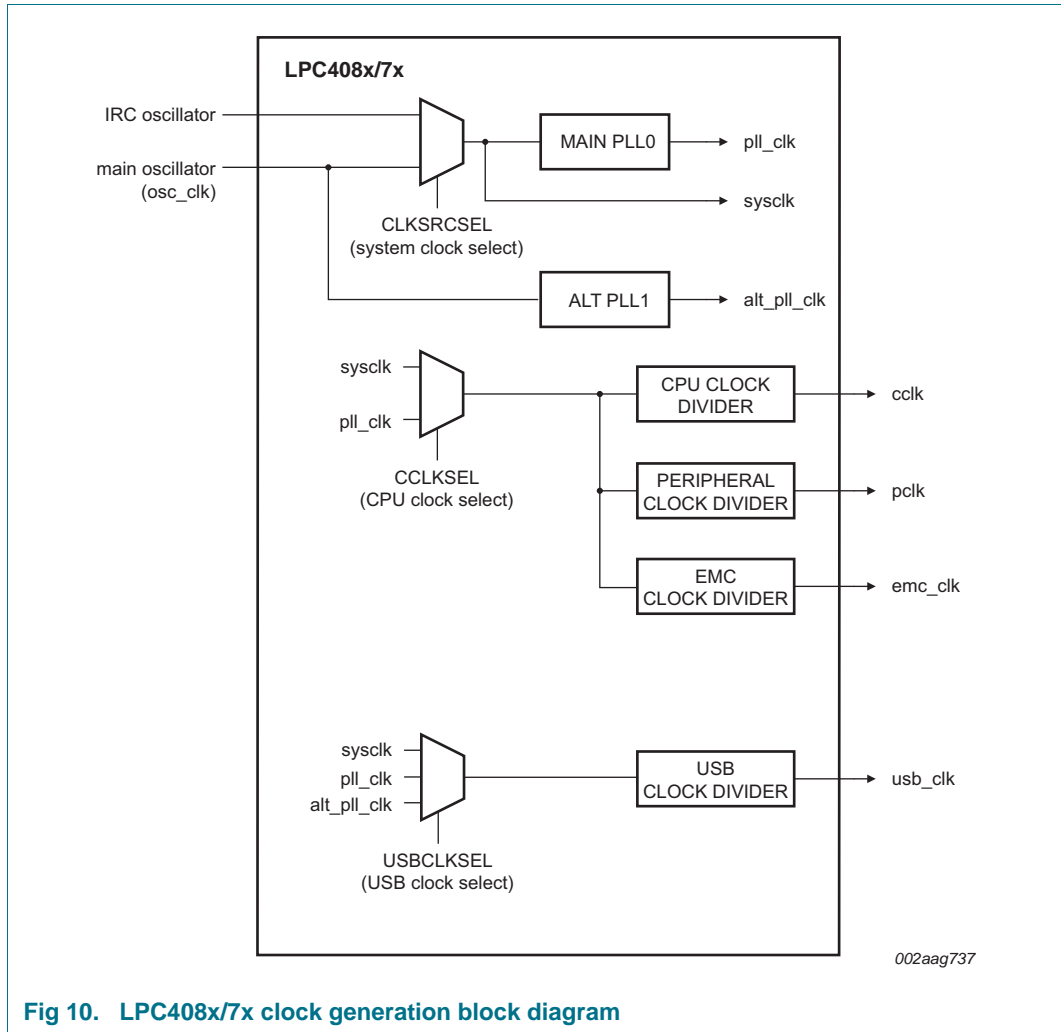 LPC408x/7x
IRC oscillator
main oscillator
(osc_clk)
MAIN PLL0
pll_clk
sysclk
CLKSRCSEL
(system clock select)
ALT PLL1
alt_pll_clk
sysclk
pll_clk
CCLKSEL
(CPU clock select)
CPU CLOCK
DIVIDER
cclk
PERIPHERAL
CLOCK DIVIDER
pclk
EMC
CLOCK DIVIDER
emc_clk
sysclk
pll_clk
alt_pll_clk
USBCLKSEL
(USB clock select)
USB
CLOCK DIVIDER
usb_clk
002aag737
Fig 10. LPC408x/7x clock generation block diagram